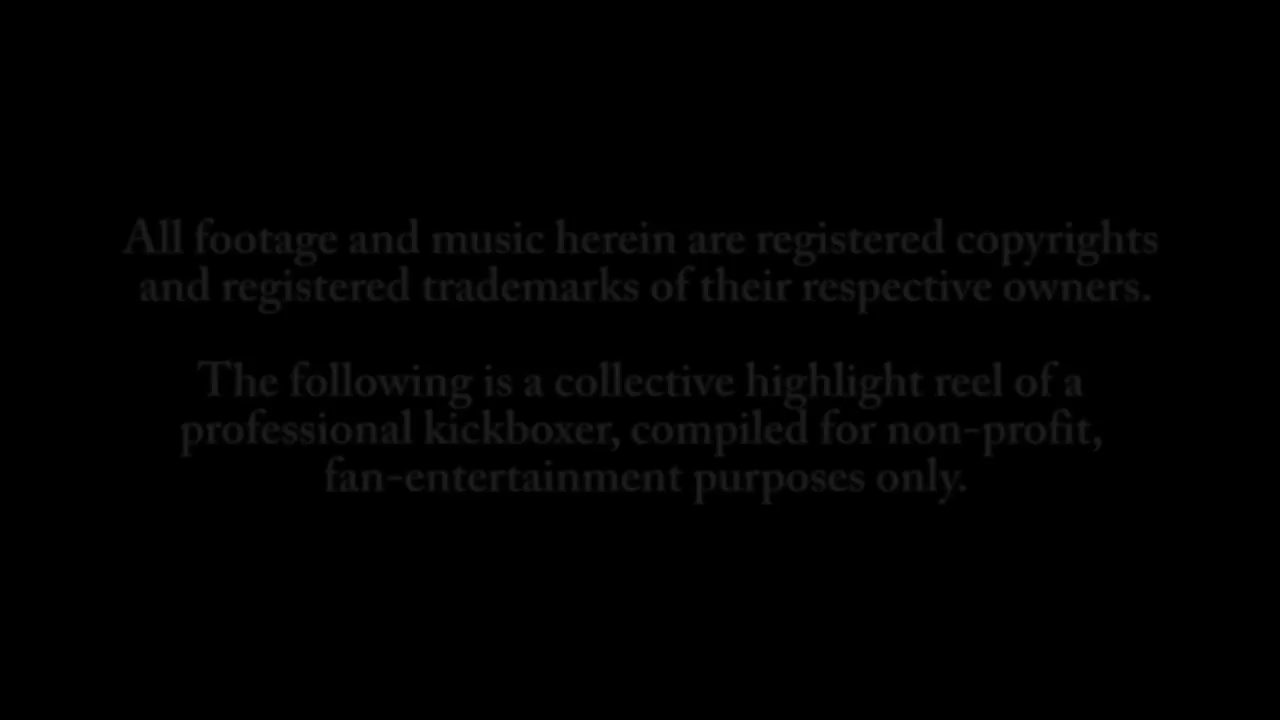 All footage and music herein are registered copyrights
and registered trademarks of their respective owners.
The following is a collective highlight reel of a
professional kickboxer, compiled for non-profit,
fan-entertainment purposes only.